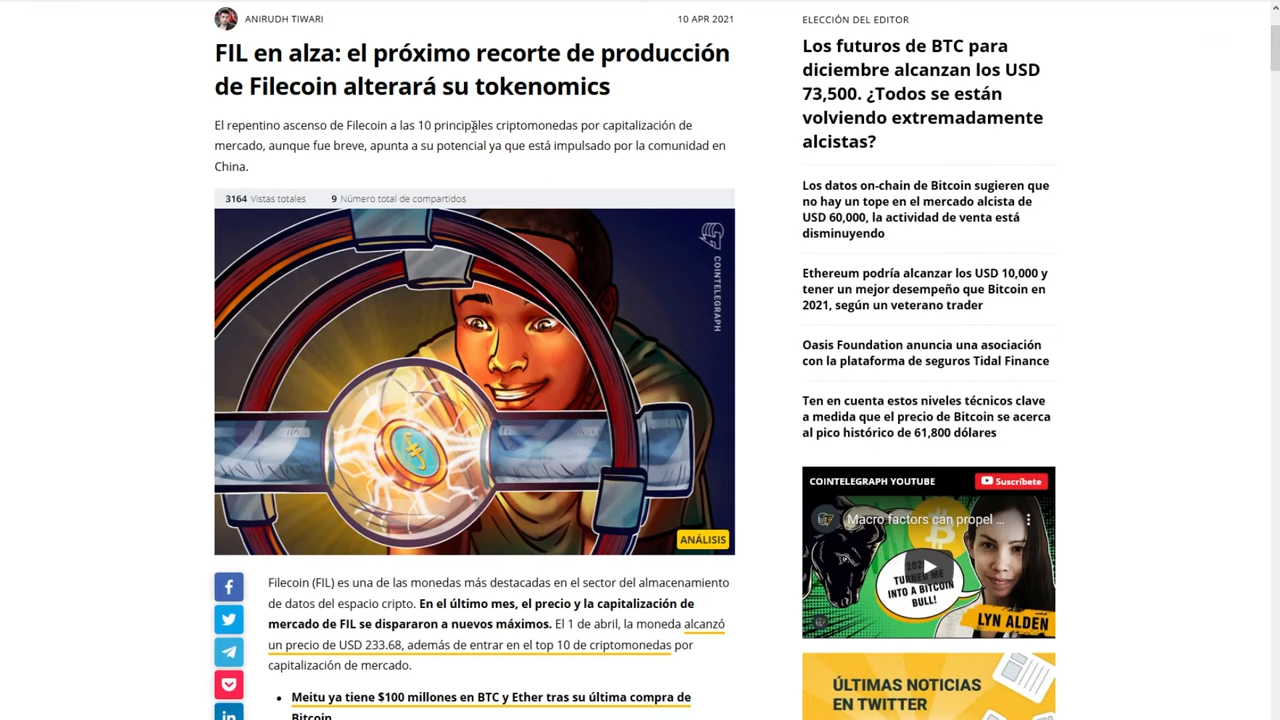 ANIRUDH TIWARI
10 APR 2021
FIL en alza: el próximo recorte de producción
de Filecoin alterará su tokenomics
El repentino ascenso de Filecoin a las 10 principales criptomonedas por capitalización de
mercado, aunque fue breve, apunta a su potencial ya que está impulsado por la comunidad en
China.
3164 Vistas totales
9 Número total de compartidos
COINTELEGRAPH
ANÁLISIS
Filecoin (FIL) es una de las monedas más destacadas en el sector del almacenamiento
de datos del espacio cripto. En el último mes, el precio y la capitalización de
mercado de FIL se dispararon a nuevos máximos. El 1 de abril, la moneda alcanzó
un precio de USD 233.68, además de entrar en el top 10 de criptomonedas por
capitalización de mercado.
• Meitu ya tiene $100 millones en BTC y Ether tras su última compra de
Bitcoin
ELECCIÓN DEL EDITOR
Los futuros de BTC para
diciembre alcanzan los USD
73,500. ¿Todos se están
volviendo extremadamente
alcistas?
Los datos on-chain de Bitcoin sugieren que
no hay un tope en el mercado alcista de
USD 60,000, la actividad de venta está
disminuyendo
Ethereum podría alcanzar los USD 10,000 y
tener un mejor desempeño que Bitcoin en
2021, según un veterano trader
Oasis Foundation anuncia una asociación
con la plataforma de seguros Tidal Finance
Ten en cuenta estos niveles técnicos clave
a medida que el precio de Bitcoin se acerca
al pico histórico de 61,800 dólares
COINTELEGRAPH YOUTUBE
Suscríbete
Macro factors can propel ...
TURNED ME
INTO A BITCOIN
BULL!
LYN ALDEN
ÚLTIMAS NOTICIAS
EN TWITTER